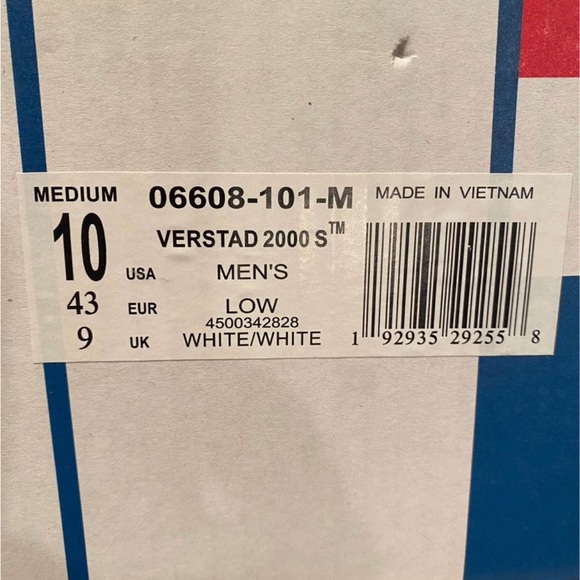 MEDIUM 06608-101-M MADE IN VIETNAM
10 USA VERSTAD 2000 S™
MEN'S
43 EUR LOW
4500342828
9 UK WHITE/WHITE 1 92935 29255 8